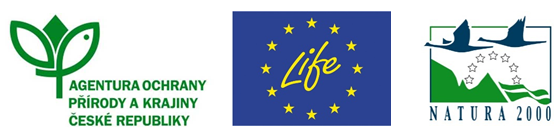 AGENTURA OCHRANY
PŘÍRODY A KRAJINY
ČESKÉ REPUBLIKY
Life
NATURA 2000